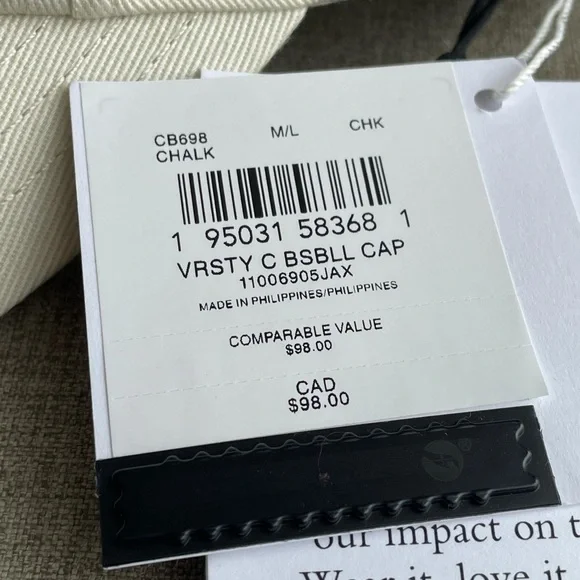 CB698 M/L CHK
CHALK
1 95031 58368 1
VRSTY C BSBLL CAP
11006905JAX
MADE IN PHILIPPINES/PHILIPPINES
COMPARABLE VALUE
$98.00
CAD
$98.00
our impact on t
Wear it, love it